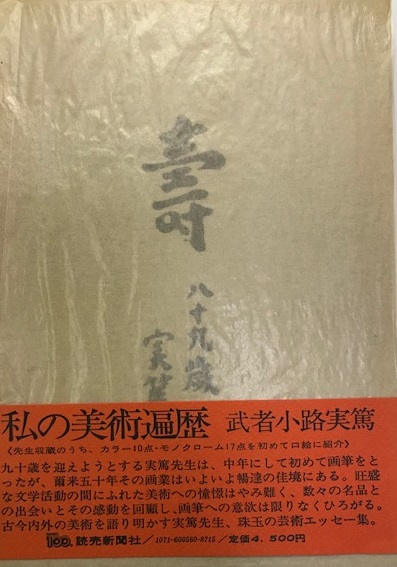 壽
八十九歳
実篤
私の美術遍歴 武者小路実篤
〈先生収蔵のうち、カラー10点・モノクローム17点を初めて口絵に紹介〉
九十歳を迎えようとする実篤先生は、中年にして初めて画筆をと
ったが、爾来五十年その画業はいよいよ暢達の佳境にある。旺盛
な文学活動の間にふれた美術への憧憬はやみ難く、数々の名品と
の出会いとその感動を回顧し、画筆への意欲は限りなくひろがる。
古今内外の美術を語り明かす実篤先生、珠玉の芸術エッセー集。
100 読売新聞社/1071-600560-8715/定価4,500円